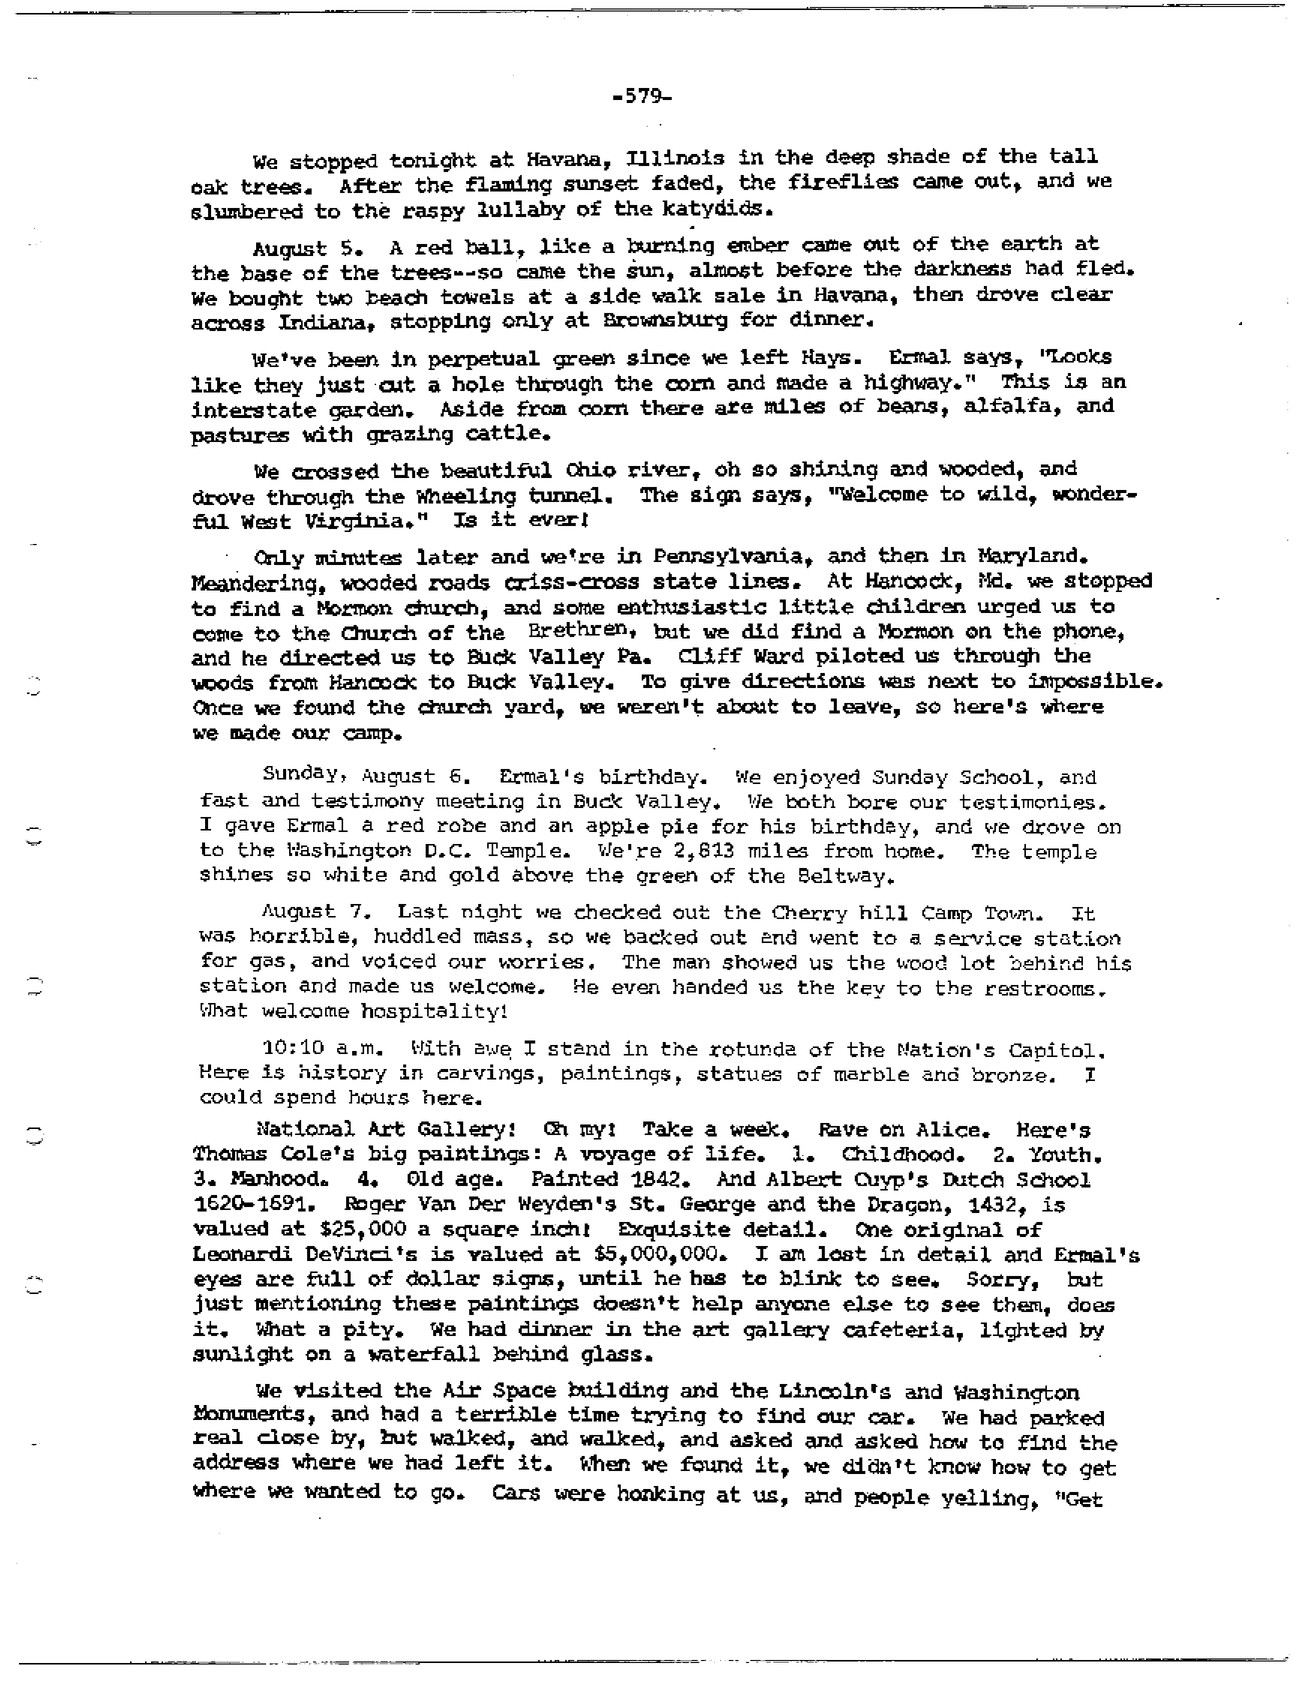 -579-
We stopped tonight at Havana, Illinois in the deep shade of the tall
oak trees. After the flaming sunset faded, the fireflies came out, and we
slumbered to the raspy lullaby of the katydids.
August 5. A red ball, like a burning ember came out of the earth at
the base of the trees--so came the sun, almost before the darkness had fled.
We bought two beach towels at a side walk sale in Havana, then drove clear
across Indiana, stopping only at Brownsburg for dinner.
We've been in perpetual green since we left Hays. Ermal says, "Looks
like they just cut a hole through the corn and made a highway." This is an
interstate garden. Aside from corn there are miles of beans, alfalfa, and
pastures with grazing cattle.
We crossed the beautiful Ohio river, oh so shining and wooded, and
drove through the Wheeling tunnel. The sign says, "Welcome to wild, wonder-
ful West Virginia." Is it ever!
Only minutes later and we're in Pennsylvania, and then in Maryland.
Meandering, wooded roads criss-cross state lines. At Hancock, Md. we stopped
to find a Mormon church, and some enthusiastic little children urged us to
come to the Church of the Brethren, but we did find a Mormon on the phone,
and he directed us to Buck Valley Pa. Cliff Ward piloted us through the
woods from Hancock to Buck Valley. To give directions was next to impossible.
Once we found the church yard, we weren't about to leave, so here's where
we made our camp.
Sunday, August 6. Ermal's birthday. We enjoyed Sunday School, and
fast and testimony meeting in Buck Valley. We both bore our testimonies.
I gave Ermal a red robe and an apple pie for his birthday, and we drove on
to the Washington D.C. Temple. We're 2,813 miles from home. The temple
shines so white and gold above the green of the Beltway.
August 7. Last night we checked out the Cherry hill Camp Town. It
was horrible, huddled mass, so we backed out and went to a service station
for gas, and voiced our worries. The man showed us the wood lot behind his
station and made us welcome. He even handed us the key to the restrooms.
What welcome hospitality!
10:10 a.m. With awe I stand in the rotunda of the Nation's Capitol.
Here is history in carvings, paintings, statues of marble and bronze. I
could spend hours here.
National Art Gallery! Oh my! Take a week. Rave on Alice. Here's
Thomas Cole's big paintings: A voyage of life. 1. Childhood. 2. Youth.
3. Manhood. 4. Old age. Painted 1842. And Albert Cuyp's Dutch School
1620-1691. Roger Van Der Weyden's St. George and the Dragon, 1432, is
valued at $25,000 a square inch! Exquisite detail. One original of
Leonardi DeVinci's is valued at $5,000,000. I am lost in detail and Ermal's
eyes are full of dollar signs, until he has to blink to see. Sorry, but
just mentioning these paintings doesn't help anyone else to see them, does
it. What a pity. We had dinner in the art gallery cafeteria, lighted by
sunlight on a waterfall behind glass.
We visited the Air Space building and the Lincoln's and Washington
Monuments, and had a terrible time trying to find our car. We had parked
real close by, but walked, and walked, and asked and asked how to find the
address where we had left it. When we found it, we didn't know how to get
where we wanted to go. Cars were honking at us, and people yelling, "Get